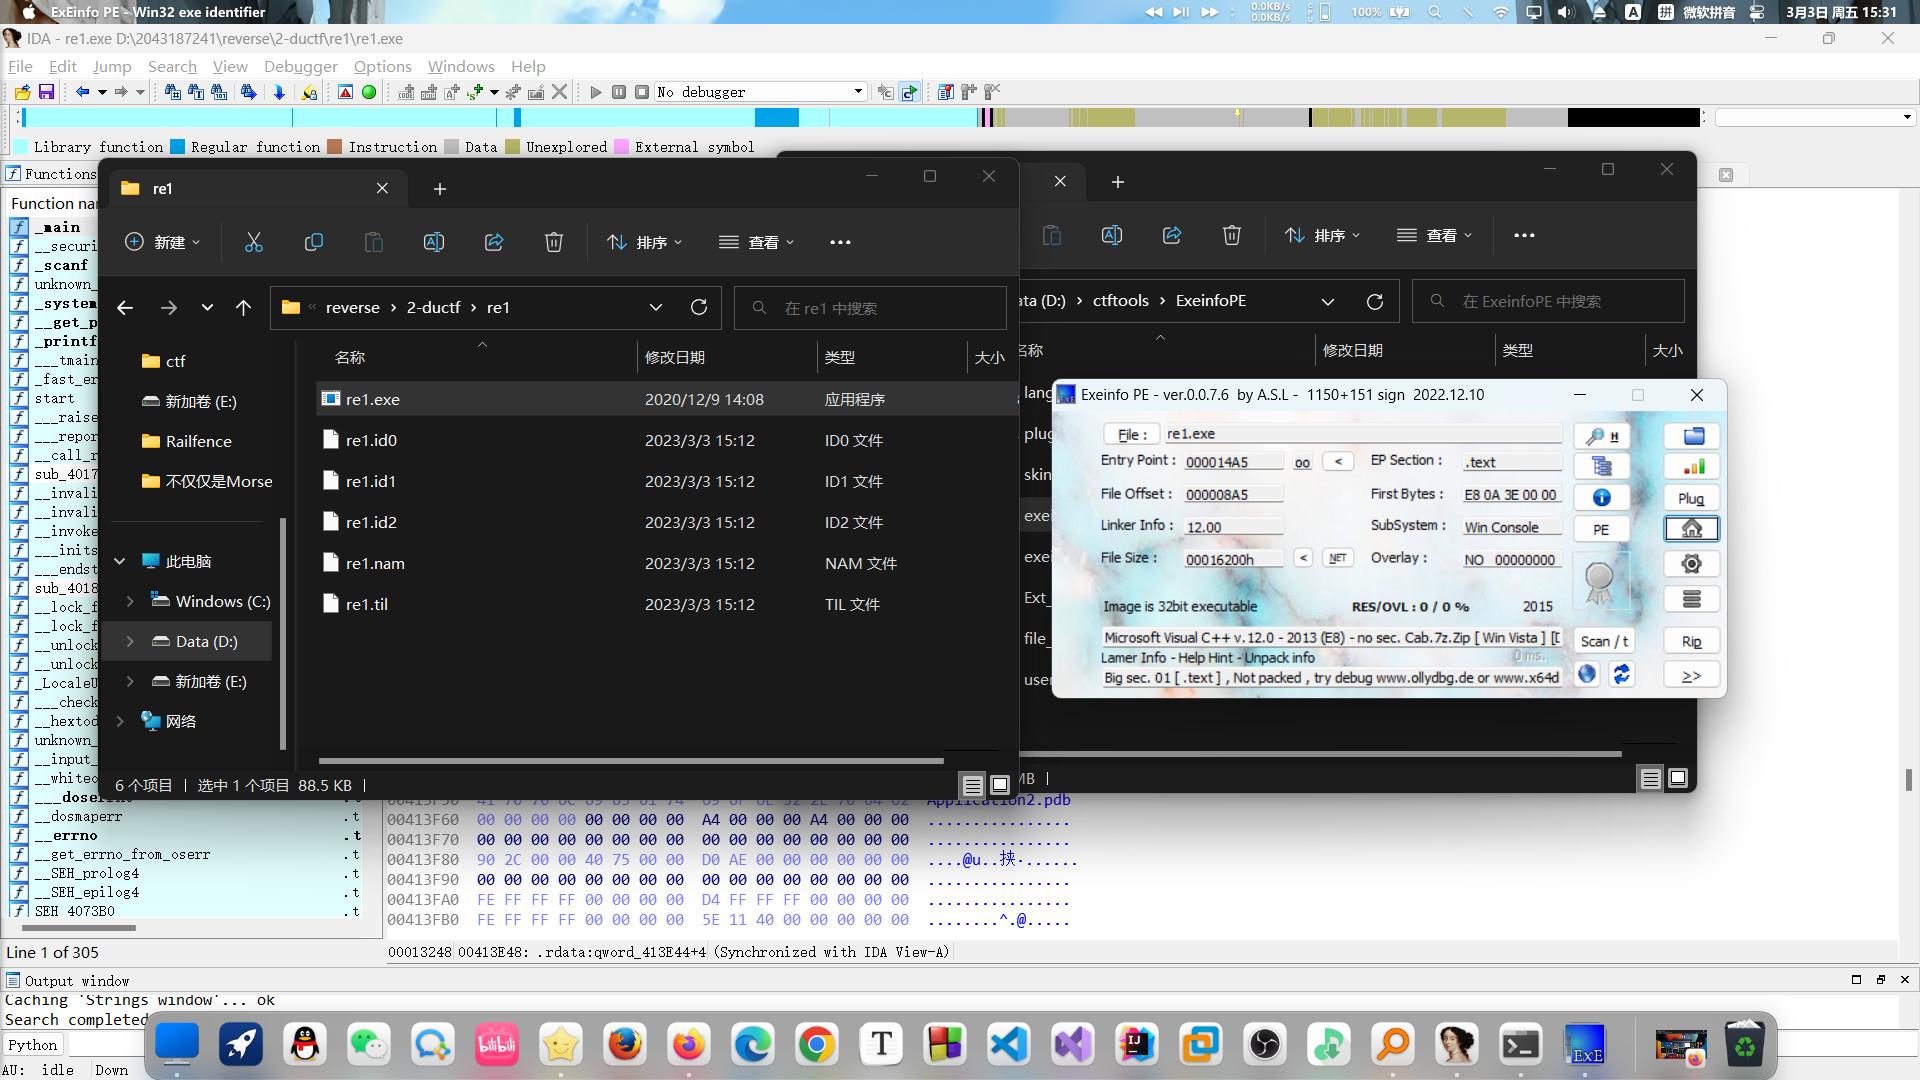 ExEinfo PE - Win32 exe identifier
0.0KB/s
0.0KB/s
100%
A
拼 微软拼音
3月3日 周五 15:31
IDA - re1.exe D:\2043187241\reverse\2-ductf\re1\re1.exe
File Edit Jump Search View Debugger Options Windows Help
No debugger
Library function Regular function Instruction Data Unexplored External symbol
Functions
Function na
_main
__securi
_scanf
unknown_
_system
__get_p
_printf
___tmain
_fast_er
start
___raise
___repor
__call_r
sub_4017
__invali
__invali
__invoke
___inits
___endst
sub_4018
__lock_f
__lock_f
__unlock
__unlock
_LocaleU
___check
__hextod
unknown_
__input_
__whiteo
__dosmaperr .t
__errno .t
__get_errno_from_oserr .t
__SEH_prolog4 .t
__SEH_epilog4 .t
SEH_4073B0 .t
Line 1 of 305
re1
新建
排序
查看
reverse › 2-ductf › re1
在 re1 中搜索
ctf
新加卷 (E:)
Railfence
不仅仅是Morse
此电脑
Windows (C:)
Data (D:)
新加卷 (E:)
网络
名称 修改日期 类型 大小
re1.exe 2020/12/9 14:08 应用程序
re1.id0 2023/3/3 15:12 ID0 文件
re1.id1 2023/3/3 15:12 ID1 文件
re1.id2 2023/3/3 15:12 ID2 文件
re1.nam 2023/3/3 15:12 NAM 文件
re1.til 2023/3/3 15:12 TIL 文件
6 个项目 选中 1 个项目 88.5 KB
排序
查看
ata (D:) › ctftools › ExeinfoPE
在 ExeinfoPE 中搜索
名称 修改日期 类型 大小
lang
plug
skin
exei
exei
Ext_
file_
user
MB
Exeinfo PE - ver.0.0.7.6 by A.S.L - 1150+151 sign 2022.12.10
File : re1.exe
H
Entry Point : 000014A5 oo < EP Section : .text
File Offset : 000008A5 First Bytes : E8 0A 3E 00 00
Plug
Linker Info : 12.00 SubSystem : Win Console
PE
File Size : 00016200h < NET Overlay : NO 00000000
Image is 32bit executable RES/OVL : 0 / 0 % 2015
Microsoft Visual C++ v.12.0 - 2013 (E8) - no sec. Cab.7z.Zip [ Win Vista ] [D
Scan / t
Rip
Lamer Info - Help Hint - Unpack info 0 ms.
Big sec. 01 [ .text ] , Not packed , try debug www.ollydbg.de or www.x64d
>>
Application2.pdb
00413F60 00 00 00 00 00 00 00 00 A4 00 00 00 A4 00 00 00 ................
00413F70 00 00 00 00 00 00 00 00 00 00 00 00 00 00 00 00 ................
00413F80 90 2C 00 00 40 75 00 00 D0 AE 00 00 00 00 00 00 ....@u..挟.......
00413F90 00 00 00 00 00 00 00 00 00 00 00 00 00 00 00 00 ................
00413FA0 FE FF FF FF 00 00 00 00 D4 FF FF FF 00 00 00 00 ................
00413FB0 FE FF FF FF 00 00 00 00 5E 11 40 00 00 00 00 00 ........^.@.....
00013248 00413E48: .rdata:qword_413E44+4 (Synchronized with IDA View-A)
Output window
Caching 'Strings window'... ok
Search completed
Python
AU: idle Down
bilibili
T
IJ
ExE